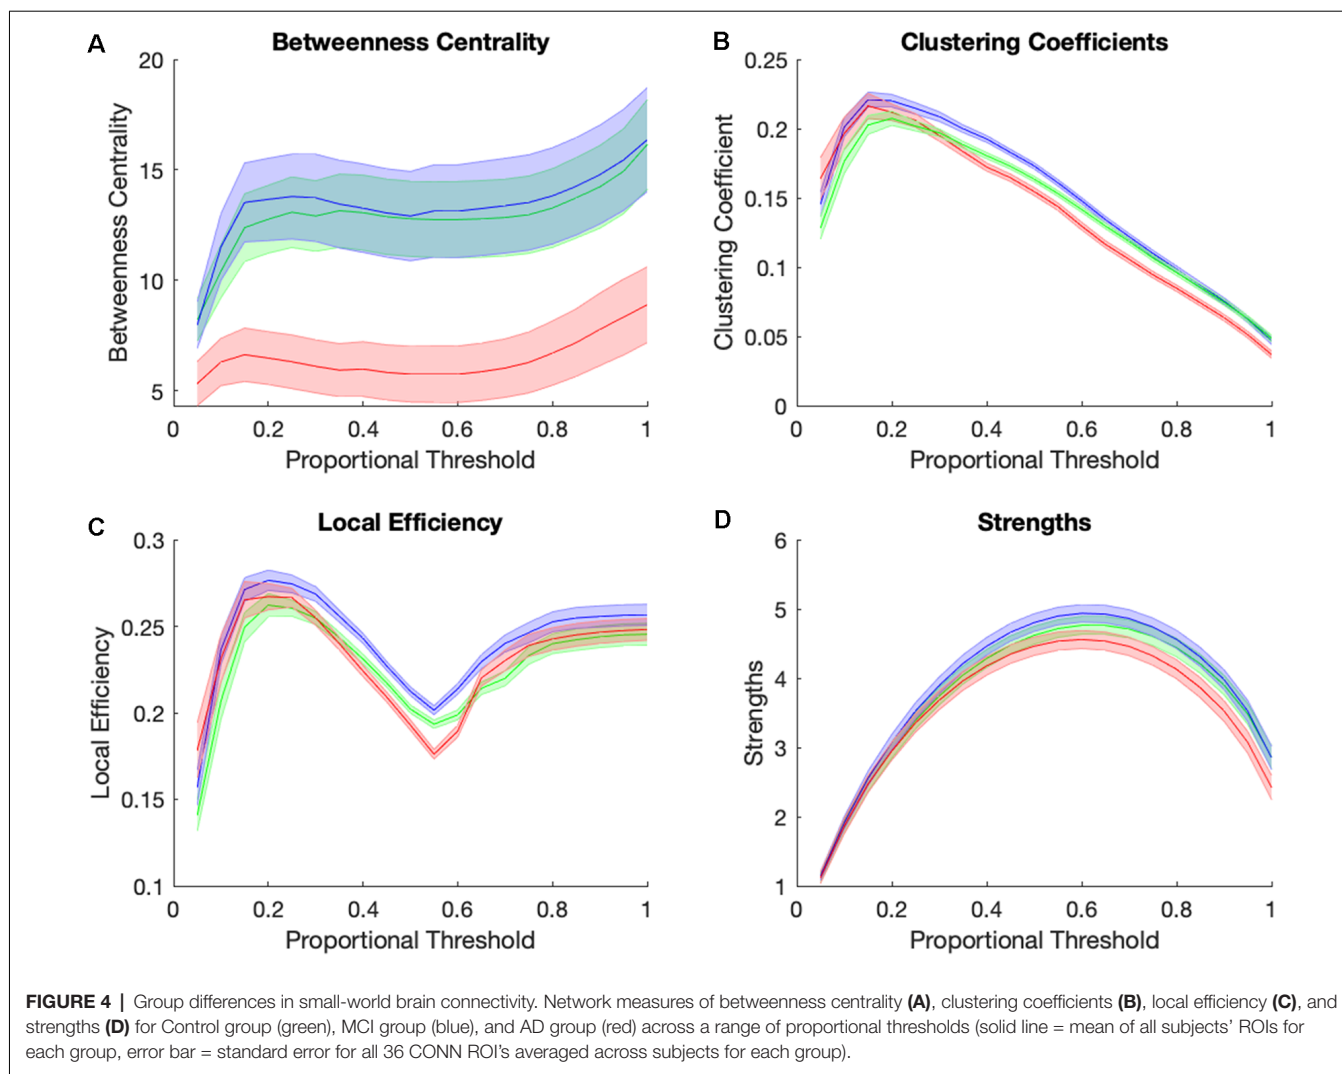 A
Betweenness Centrality
20
15
10
5
Betweenness Centrality
0 0.2 0.4 0.6 0.8 1
Proportional Threshold
B
Clustering Coefficients
0.25
0.2
0.15
0.1
0.05
0
Clustering Coefficient
0 0.2 0.4 0.6 0.8 1
Proportional Threshold
C
Local Efficiency
0.3
0.25
0.2
0.15
0.1
Local Efficiency
0 0.2 0.4 0.6 0.8 1
Proportional Threshold
D
Strengths
6
5
4
3
2
1
Strengths
0 0.2 0.4 0.6 0.8 1
Proportional Threshold
FIGURE 4 | Group differences in small-world brain connectivity. Network measures of betweenness centrality (A), clustering coefficients (B), local efficiency (C), and
strengths (D) for Control group (green), MCI group (blue), and AD group (red) across a range of proportional thresholds (solid line = mean of all subjects' ROIs for
each group, error bar = standard error for all 36 CONN ROI's averaged across subjects for each group).